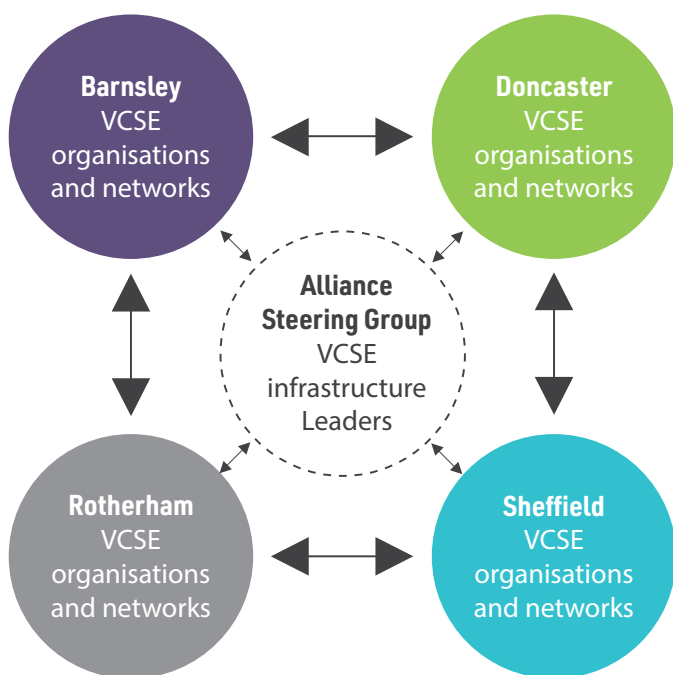 Barnsley
VCSE
organisations
and networks
Doncaster
VCSE
organisations
and networks
Alliance
Steering Group
VCSE
infrastructure
Leaders
Rotherham
VCSE
organisations
and networks
Sheffield
VCSE
organisations
and networks